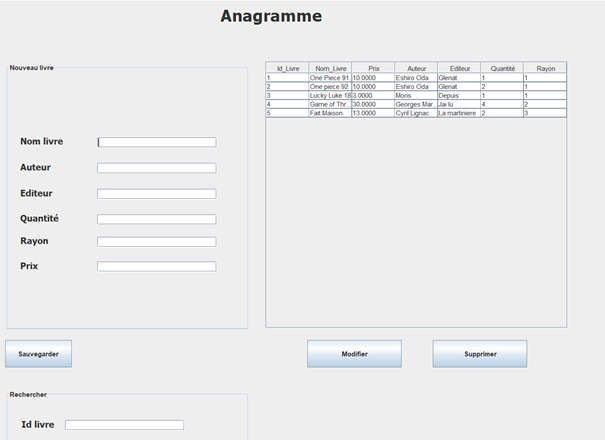 Anagramme
Nouveau livre
Nom livre
Auteur
Editeur
Quantité
Rayon
Prix
Sauvegarder
Id_Livre Nom_Livre Prix Auteur Editeur Quantité Rayon
1 One Piece 91 10.0000 Eshiro Oda Glenat 1 1
2 One piece 92 10.0000 Eshiro Oda Glenat 2 1
3 Lucky Luke 18 3.0000 Moris Depuis 1 1
4 Game of Thr... 30.0000 Georges Mar... Jai lu 4 2
5 Fait Maison 13.0000 Cyril Lignac La martiniere 2 3
Modifier Supprimer
Rechercher
Id livre